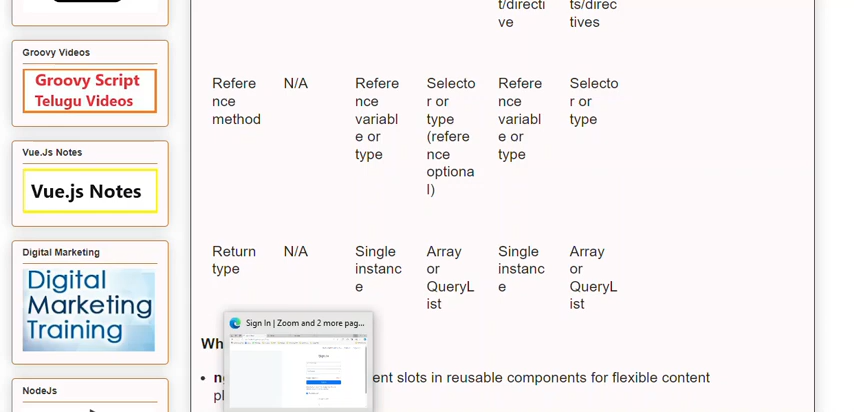 Groovy Videos
Groovy Script
Telugu Videos
Vue.Js Notes
Vue.js Notes
Digital Marketing
Digital
Marketing
Training
NodeJs
t/directi
ve
ts/direc
tives
Refere
nce
method
N/A
Refere
nce
variabl
e or
type
Selecto
r or
type
(refere
nce
optiona
l)
Refere
nce
variabl
e or
type
Selecto
r or
type
Return
type
N/A
Single
instanc
e
Array
or
QueryL
ist
Single
instanc
e
Array
or
QueryL
ist
Sign In | Zoom and 2 more pag...
Sign In
ent slots in reusable components for flexible content